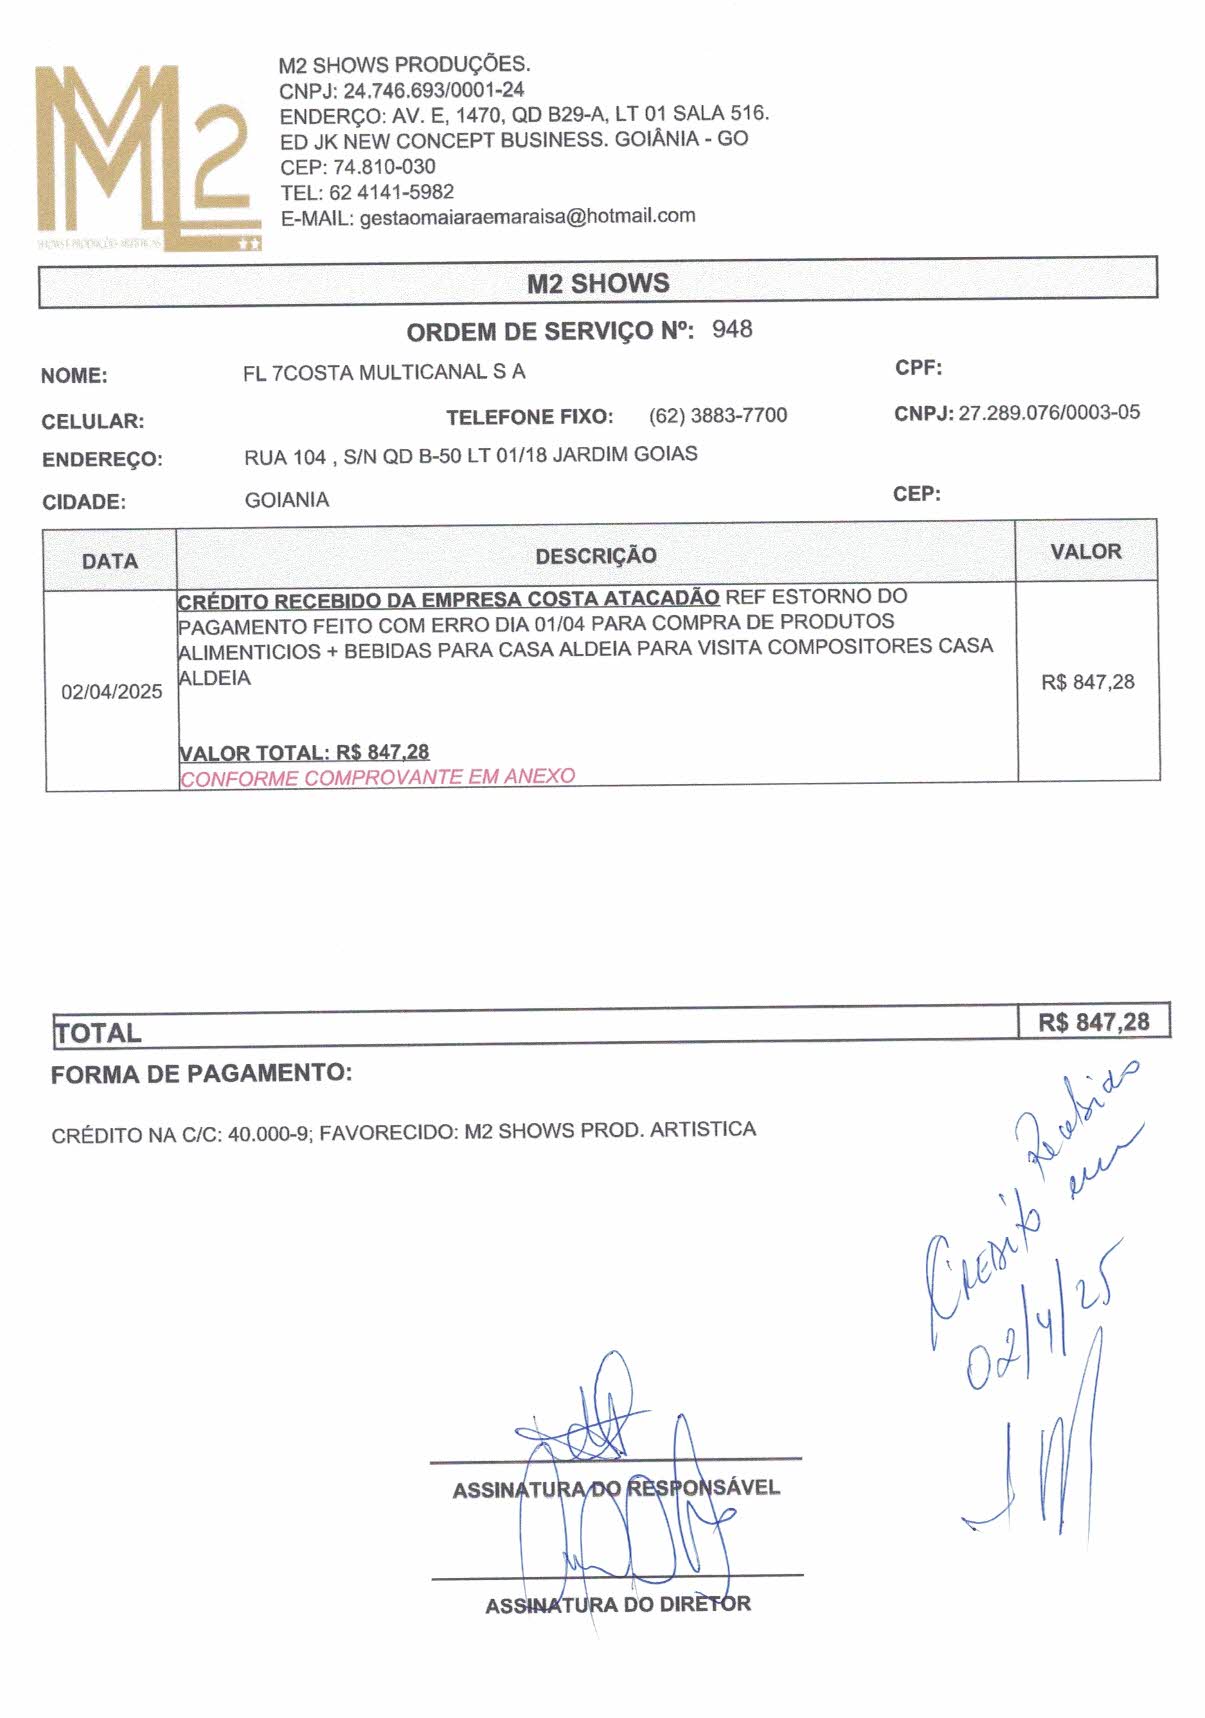 M2 SHOWS PRODUÇÕES.
CNPJ: 24.746.693/0001-24
ENDERÇO: AV. E, 1470, QD B29-A, LT 01 SALA 516.
ED JK NEW CONCEPT BUSINESS. GOIÂNIA - GO
CEP: 74.810-030
TEL: 62 4141-5982
E-MAIL: gestaomaiaraemaraisa@hotmail.com
M2
M2 SHOWS
ORDEM DE SERVIÇO Nº: 948
NOME: FL 7COSTA MULTICANAL S A CPF:
CELULAR: TELEFONE FIXO: (62) 3883-7700 CNPJ: 27.289.076/0003-05
ENDEREÇO: RUA 104 , S/N QD B-50 LT 01/18 JARDIM GOIAS
CIDADE: GOIANIA CEP:
DATA DESCRIÇÃO VALOR
CRÉDITO RECEBIDO DA EMPRESA COSTA ATACADÃO REF ESTORNO DO
PAGAMENTO FEITO COM ERRO DIA 01/04 PARA COMPRA DE PRODUTOS
ALIMENTICIOS + BEBIDAS PARA CASA ALDEIA PARA VISITA COMPOSITORES CASA
ALDEIA
02/04/2025 R$ 847,28
VALOR TOTAL: R$ 847,28
CONFORME COMPROVANTE EM ANEXO
TOTAL R$ 847,28
FORMA DE PAGAMENTO:
CRÉDITO NA C/C: 40.000-9; FAVORECIDO: M2 SHOWS PROD. ARTISTICA
CREDITO Recebido
em
02/4/25
ASSINATURA DO RESPONSÁVEL
ASSINATURA DO DIRETOR